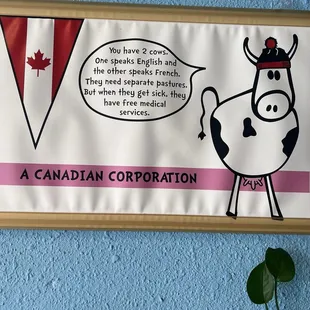 You have 2 cows.
One speaks English and
the other speaks French.
They need separate pastures.
But when they get sick, they
have free medical
services.
A CANADIAN CORPORATION